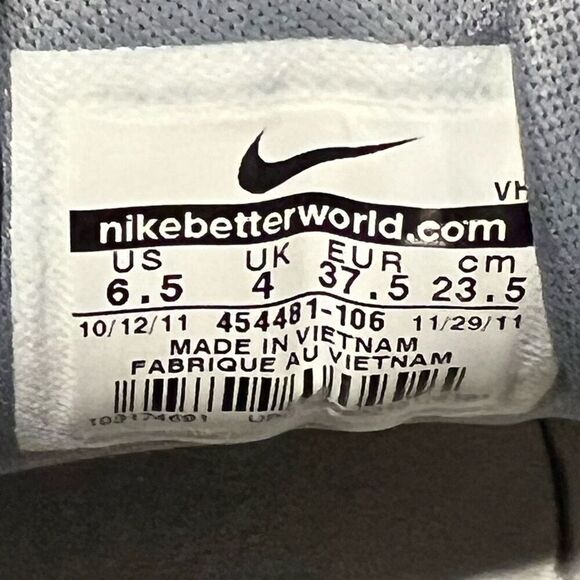 VH
nikebetterworld.com
US UK EUR cm
6.5 4 37.5 23.5
10/12/11 454481-106 11/29/11
MADE IN VIETNAM
FABRIQUE AU VIETNAM